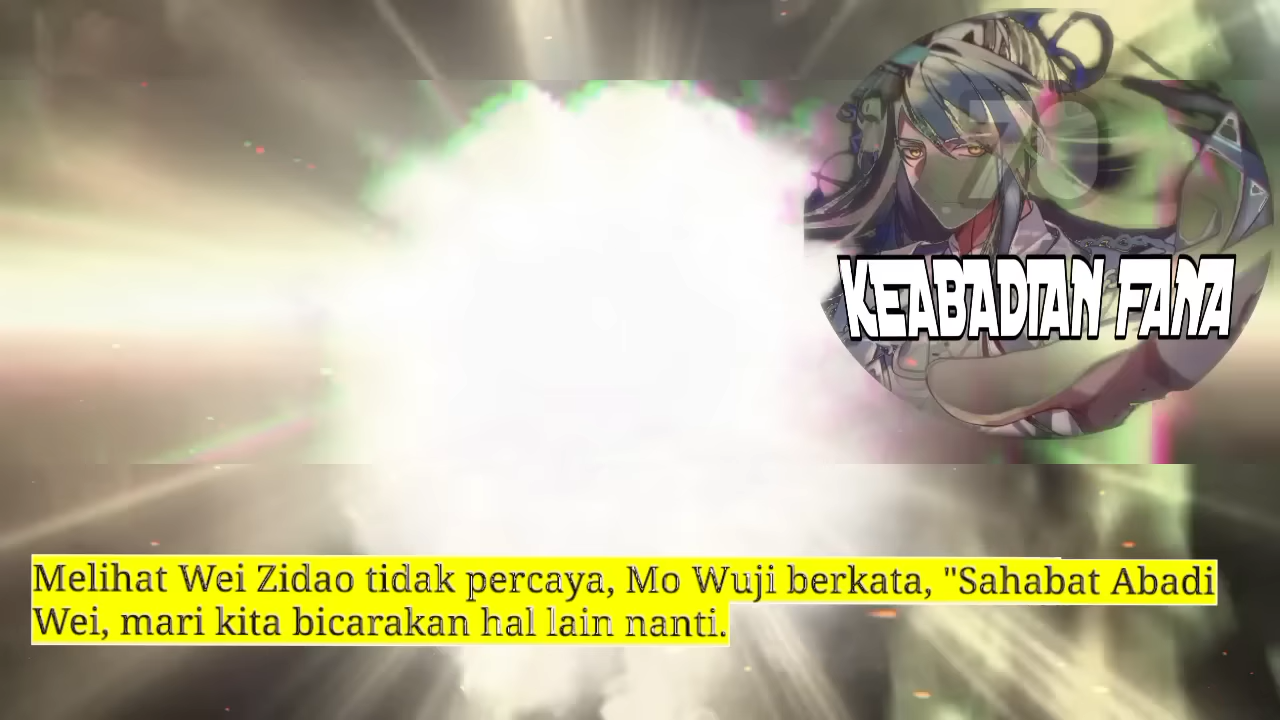 KEABADIAN FANA
Melihat Wei Zidao tidak percaya, Mo Wuji berkata, "Sahabat Abadi
Wei, mari kita bicarakan hal lain nanti.